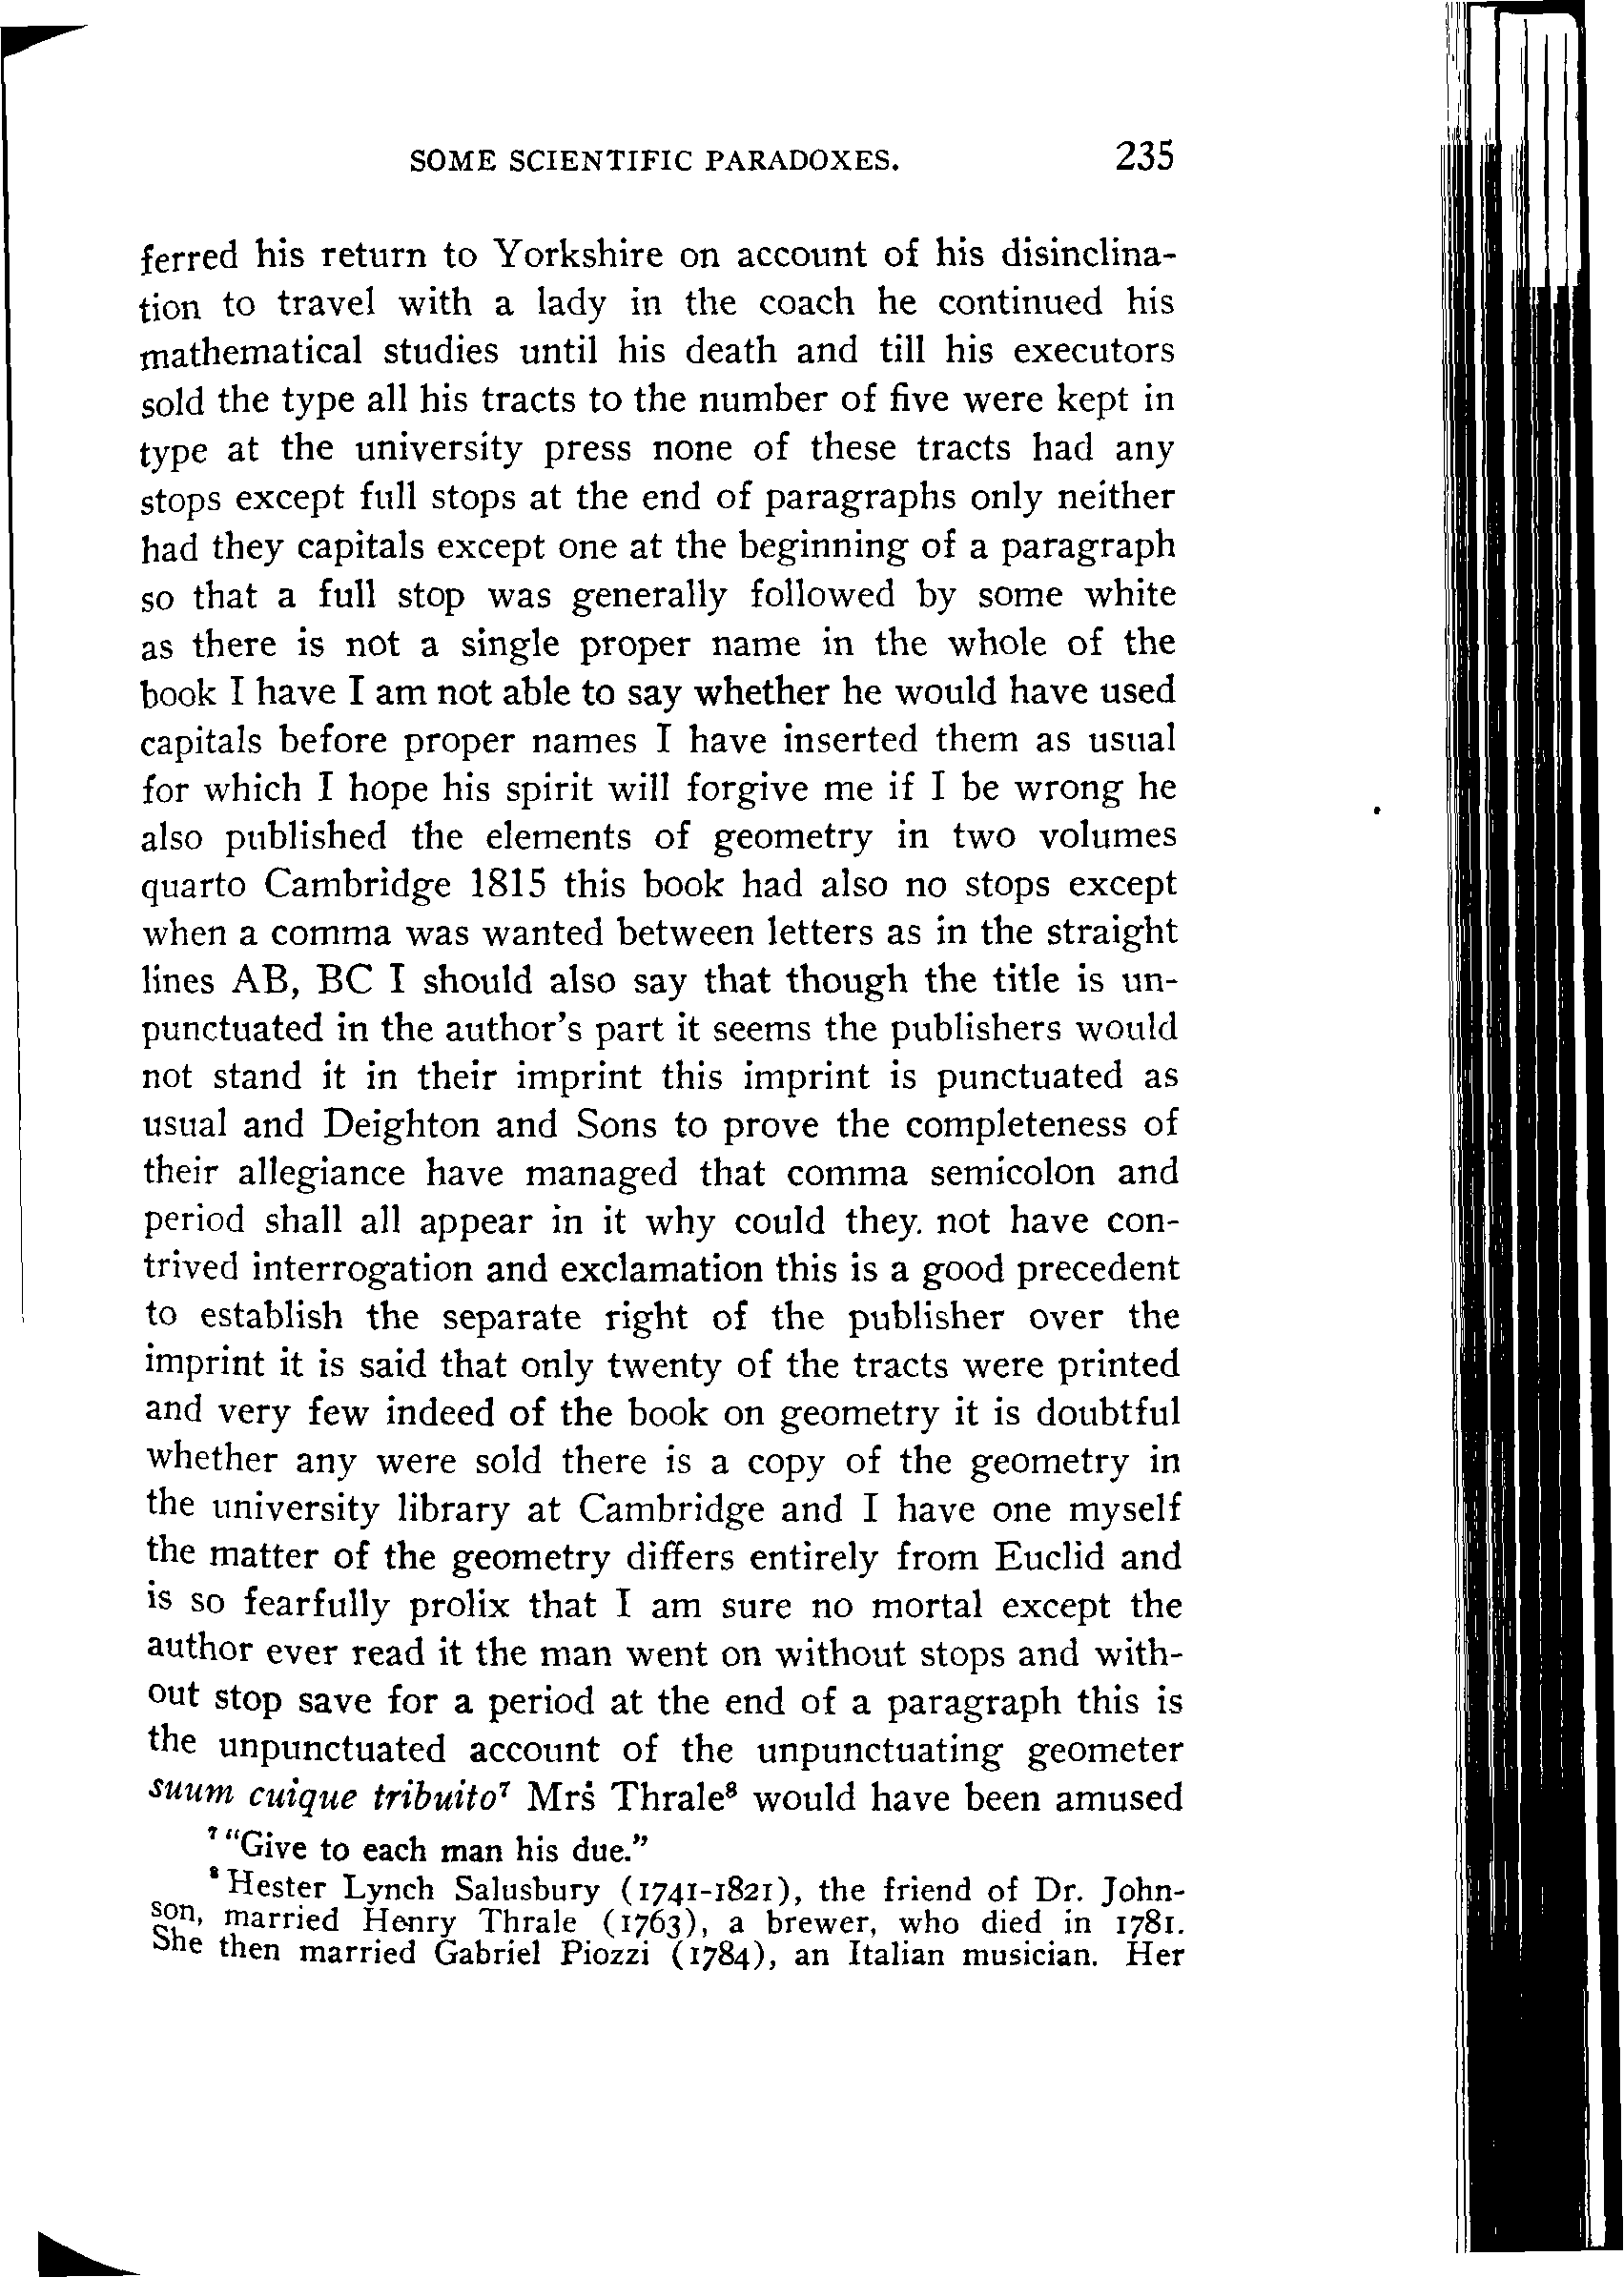 SOME SCIENTIFIC PARADOXES. 235
ferred his return to Yorkshire on account of his disinclina-
tion to travel with a lady in the coach he continued his
mathematical studies until his death and till his executors
sold the type all his tracts to the number of five were kept in
type at the university press none of these tracts had any
stops except full stops at the end of paragraphs only neither
had they capitals except one at the beginning of a paragraph
so that a full stop was generally followed by some white
as there is not a single proper name in the whole of the
book I have I am not able to say whether he would have used
capitals before proper names I have inserted them as usual
for which I hope his spirit will forgive me if I be wrong he
also published the elements of geometry in two volumes
quarto Cambridge 1815 this book had also no stops except
when a comma was wanted between letters as in the straight
lines AB, BC I should also say that though the title is un-
punctuated in the author's part it seems the publishers would
not stand it in their imprint this imprint is punctuated as
usual and Deighton and Sons to prove the completeness of
their allegiance have managed that comma semicolon and
period shall all appear in it why could they. not have con-
trived interrogation and exclamation this is a good precedent
to establish the separate right of the publisher over the
imprint it is said that only twenty of the tracts were printed
and very few indeed of the book on geometry it is doubtful
whether any were sold there is a copy of the geometry in
the university library at Cambridge and I have one myself
the matter of the geometry differs entirely from Euclid and
is so fearfully prolix that I am sure no mortal except the
author ever read it the man went on without stops and with-
out stop save for a period at the end of a paragraph this is
the unpunctuated account of the unpunctuating geometer
suum cuique tribuito⁷ Mrs Thrale⁸ would have been amused
⁷ "Give to each man his due."
⁸ Hester Lynch Salusbury (1741-1821), the friend of Dr. John-
son, married Henry Thrale (1763), a brewer, who died in 1781.
She then married Gabriel Piozzi (1784), an Italian musician. Her